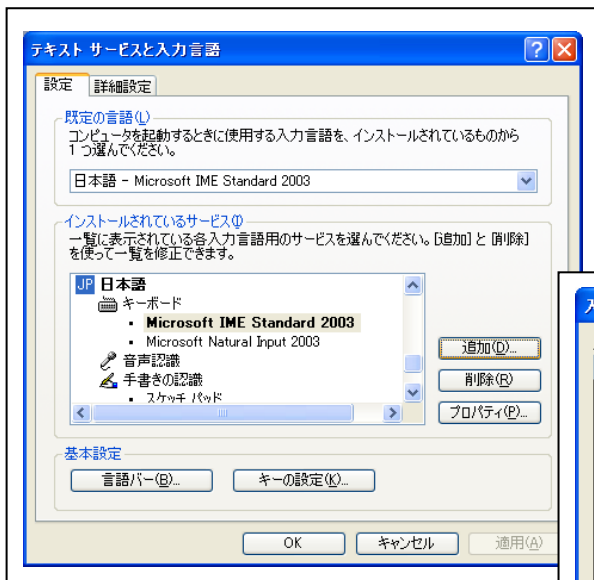 テキスト サービスと入力言語
設定
詳細設定
既定の言語(L)
コンピュータを起動するときに使用する入力言語を、インストールされているものから
1 つ選んでください。
日本語 - Microsoft IME Standard 2003
インストールされているサービス(I)
一覧に表示されている各入力言語用のサービスを選んでください。[追加] と [削除]
を使って一覧を修正できます。
JP 日本語
キーボード
• Microsoft IME Standard 2003
• Microsoft Natural Input 2003
音声認識
手書きの認識
• スケッチ パッド
追加(D)...
削除(R)
プロパティ(P)...
基本設定
言語バー(B)...
キーの設定(K)...
OK
キャンセル
適用(A)